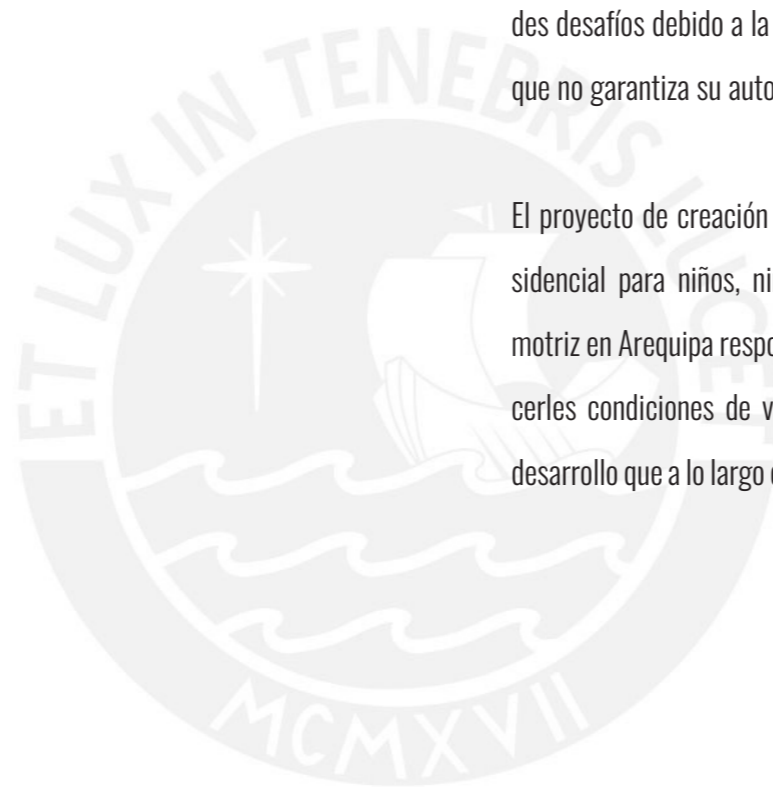 des desafíos debido a la
que no garantiza su auto
El proyecto de creación
sidencial para niños, ni
motriz en Arequipa respo
cerles condiciones de v
desarrollo que a lo largo
ET LUX IN TENEBRIS LUCET
MCMXVII